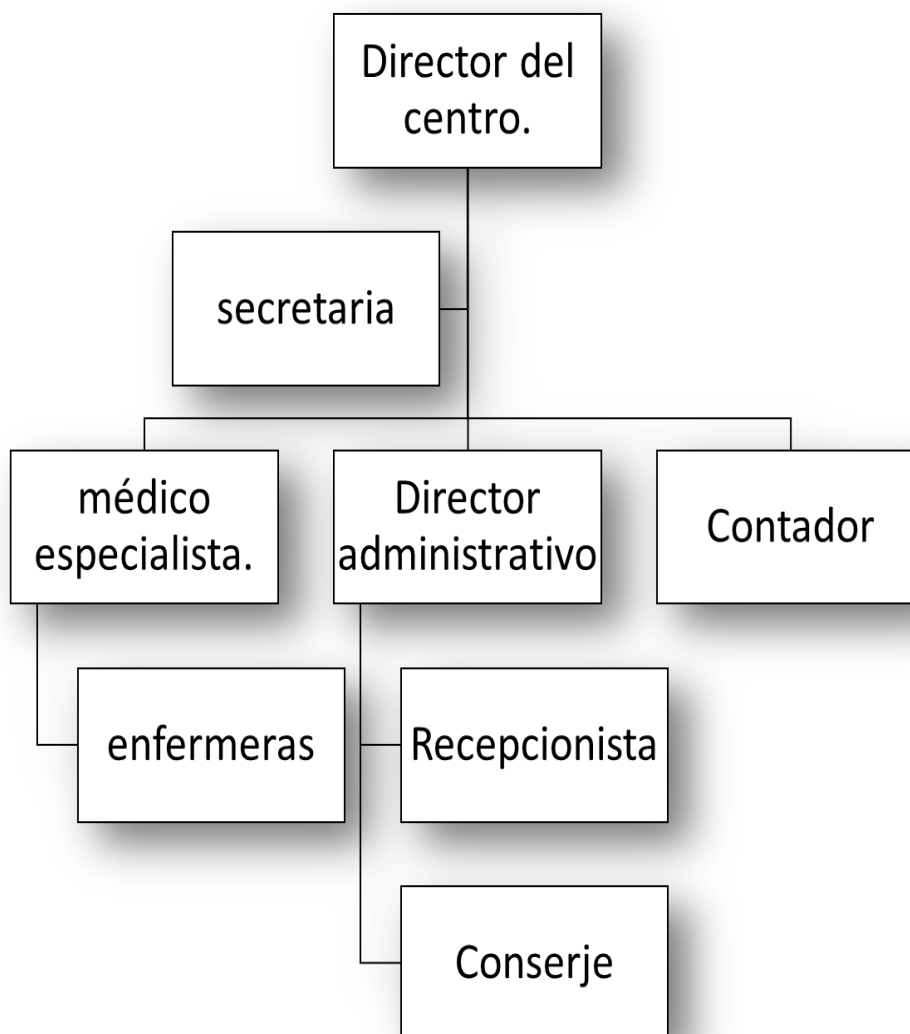 Director del
centro.
secretaria
médico
especialista.
Director
administrativo
Contador
enfermeras
Recepcionista
Conserje